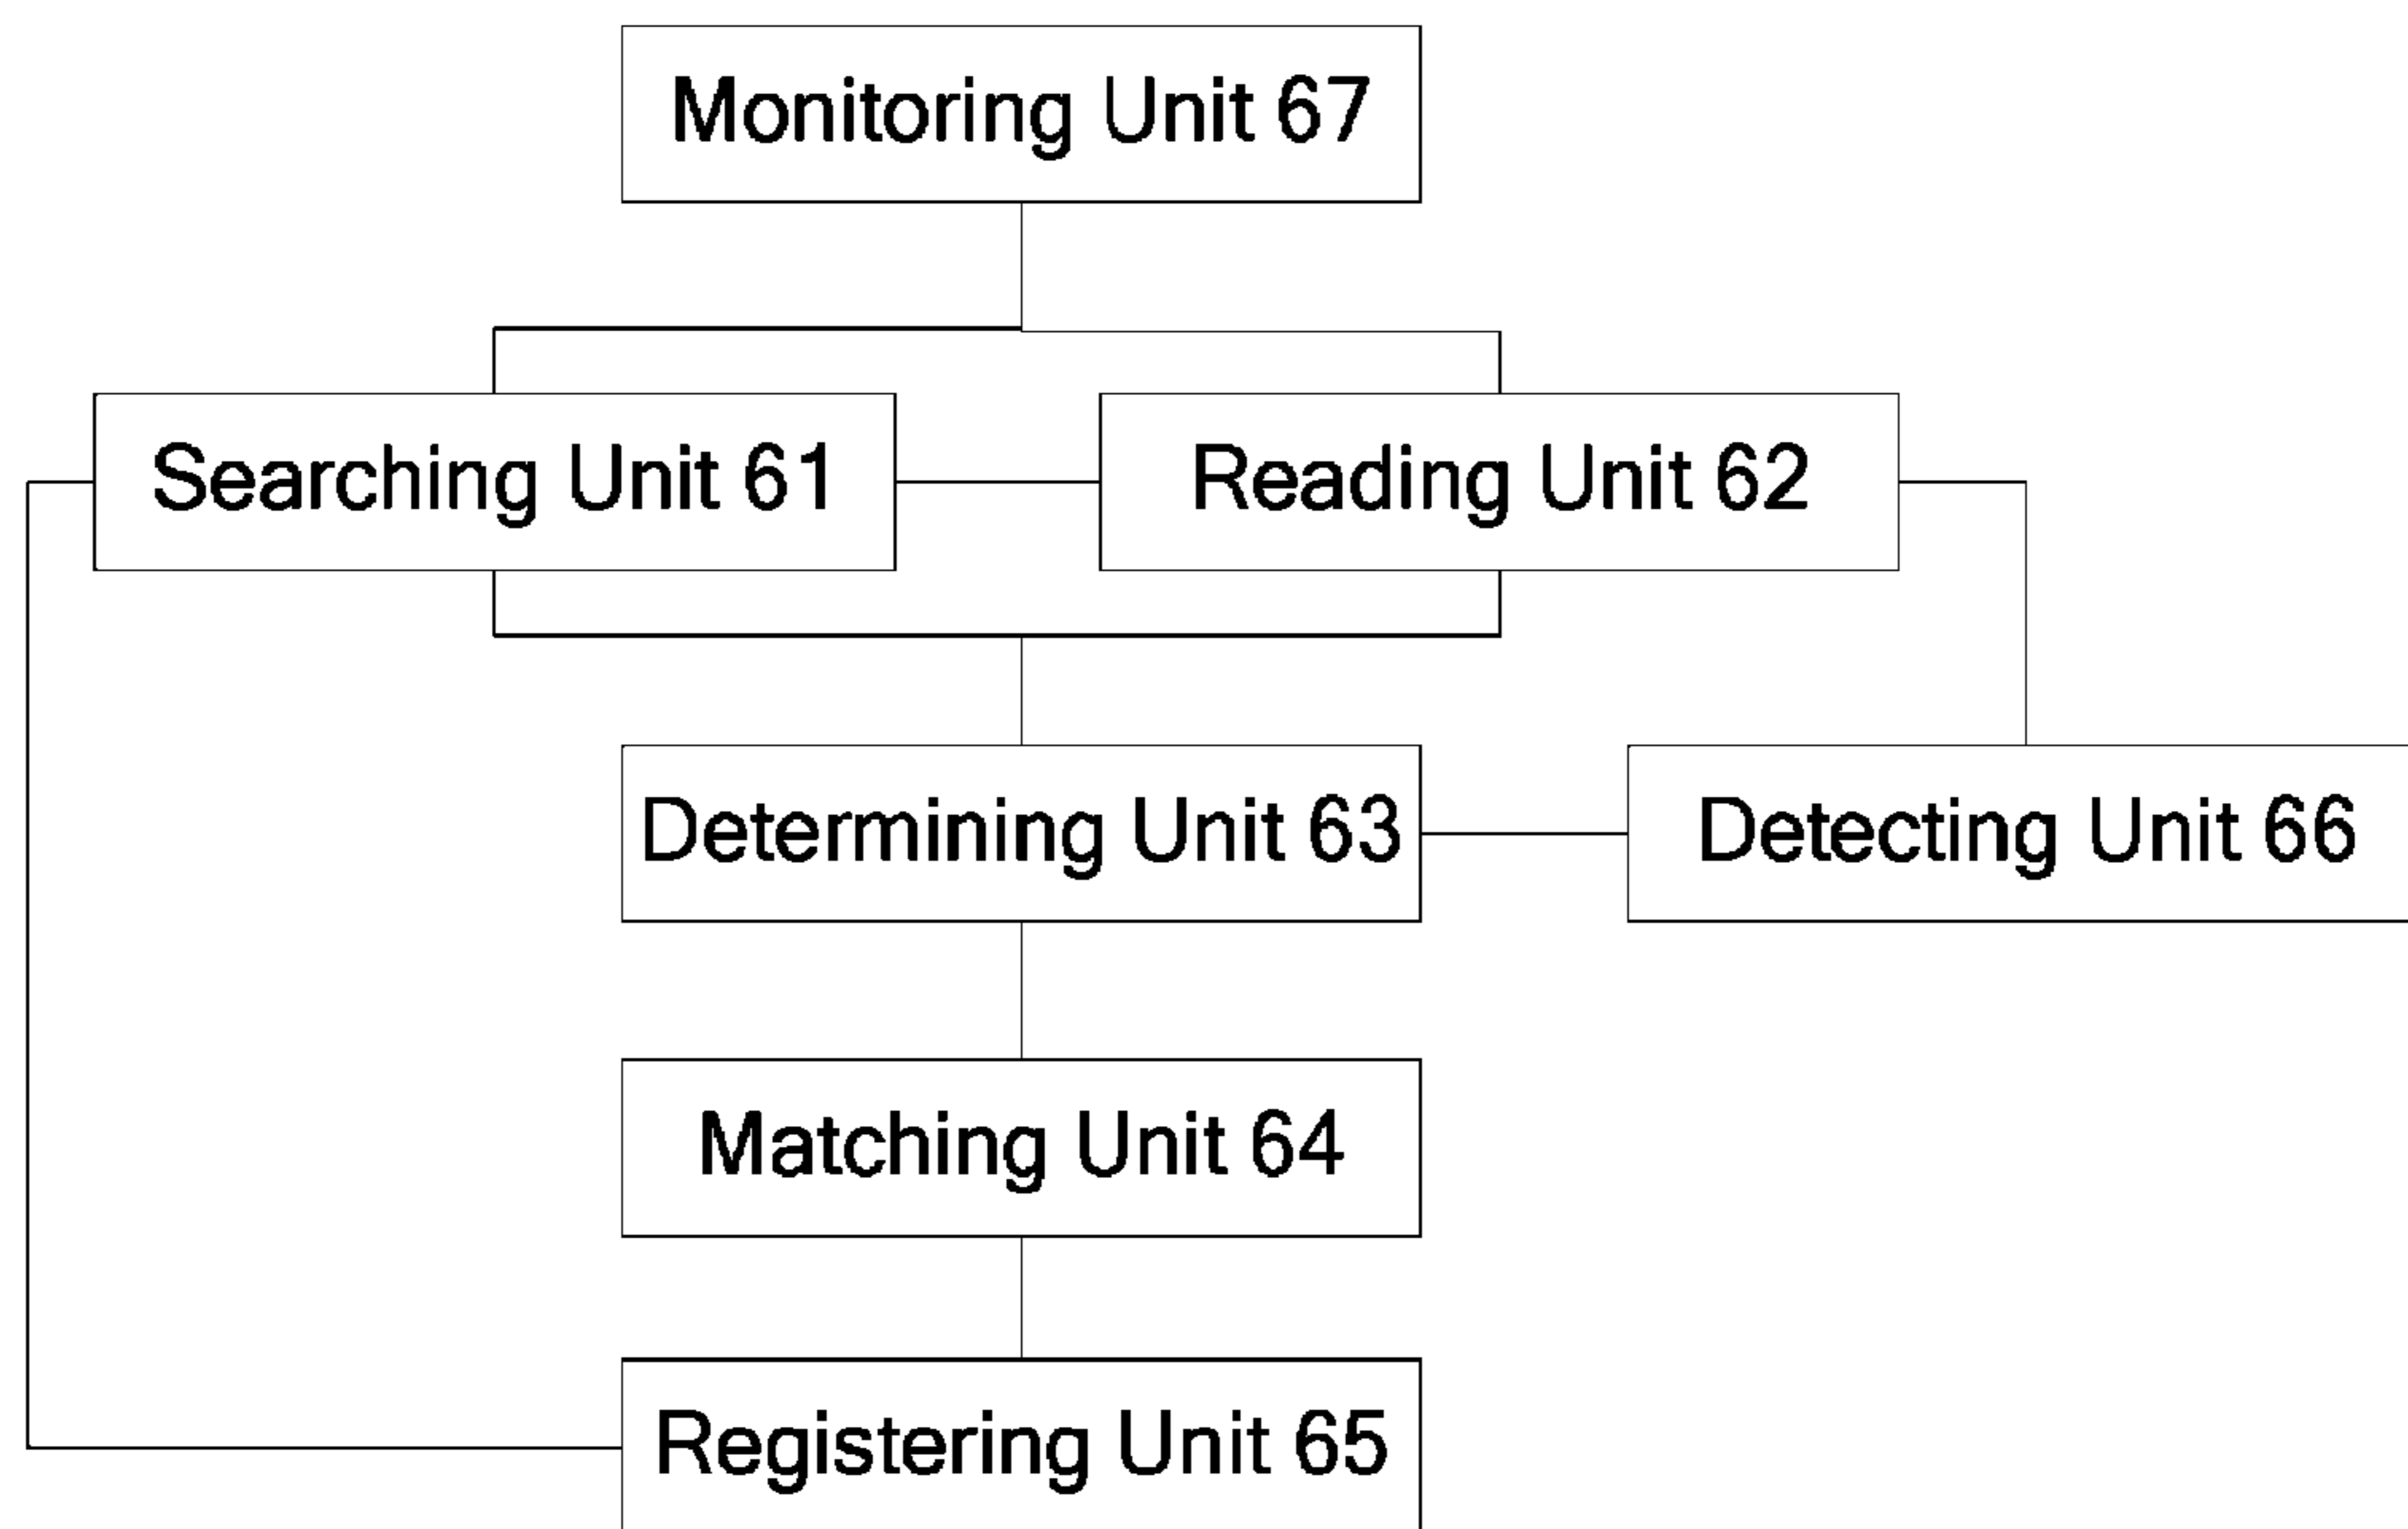 Monitoring Unit 67
Searching Unit 61
Reading Unit 62
Determining Unit 63
Detecting Unit 66
Matching Unit 64
Registering Unit 65